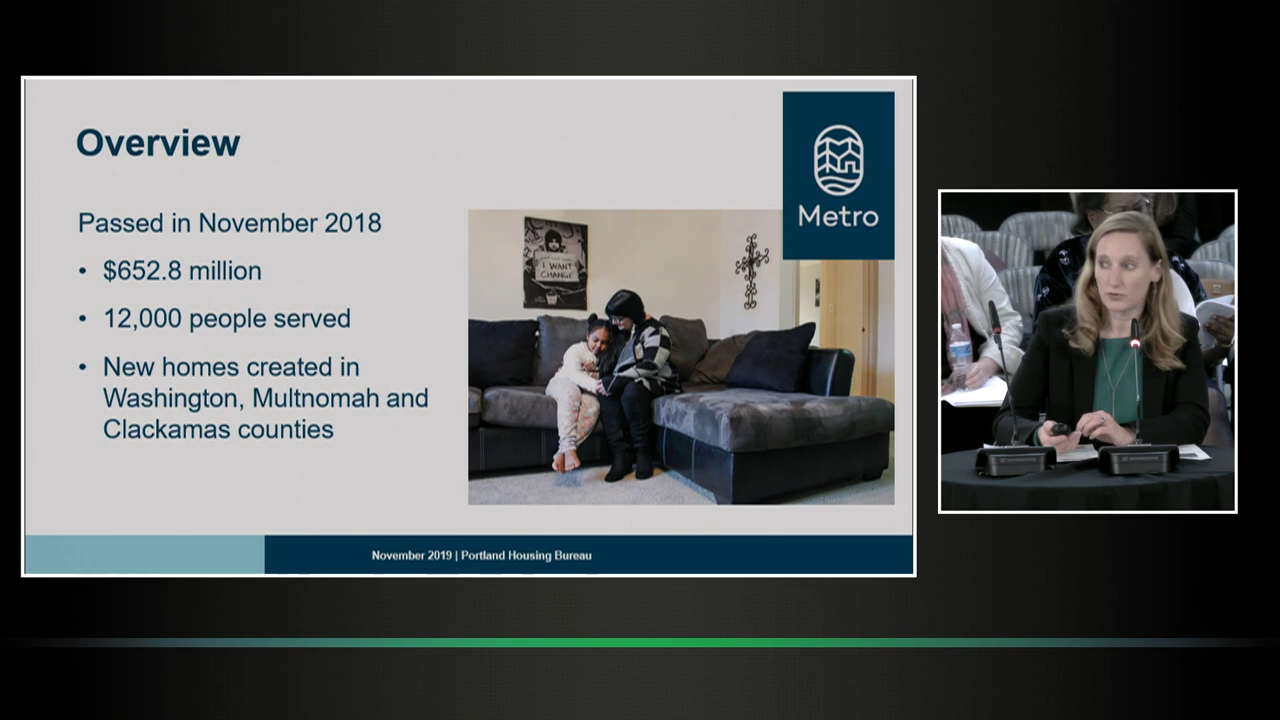 Overview
Metro
Passed in November 2018
• $652.8 million
• 12,000 people served
• New homes created in
Washington, Multnomah and
Clackamas counties
I WANT
CHANGE
November 2019 | Portland Housing Bureau